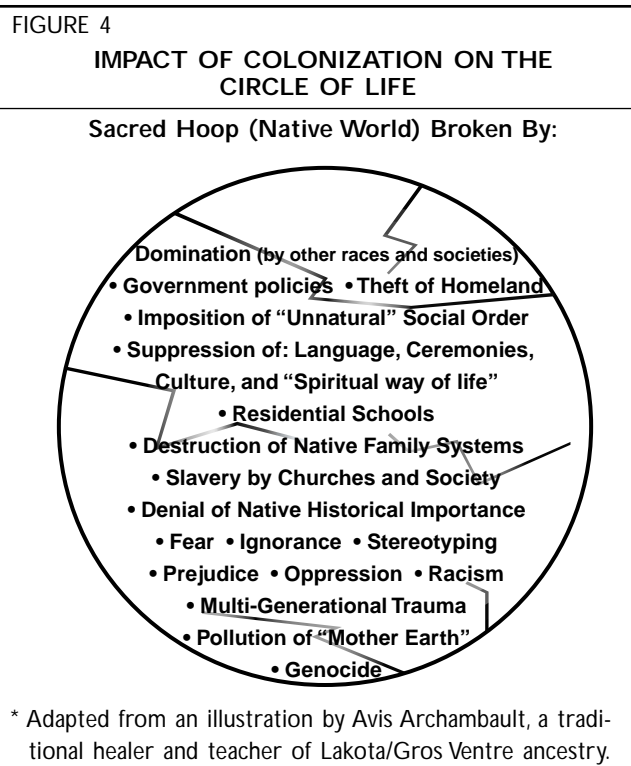 FIGURE 4
IMPACT OF COLONIZATION ON THE
CIRCLE OF LIFE
Sacred Hoop (Native World) Broken By:
Domination (by other races and societies)
• Government policies • Theft of Homeland
• Imposition of “Unnatural” Social Order
• Suppression of: Language, Ceremonies,
Culture, and “Spiritual way of life”
• Residential Schools
• Destruction of Native Family Systems
• Slavery by Churches and Society
• Denial of Native Historical Importance
• Fear • Ignorance • Stereotyping
• Prejudice • Oppression • Racism
• Multi-Generational Trauma
• Pollution of “Mother Earth”
• Genocide
* Adapted from an illustration by Avis Archambault, a tradi-
tional healer and teacher of Lakota/Gros Ventre ancestry.